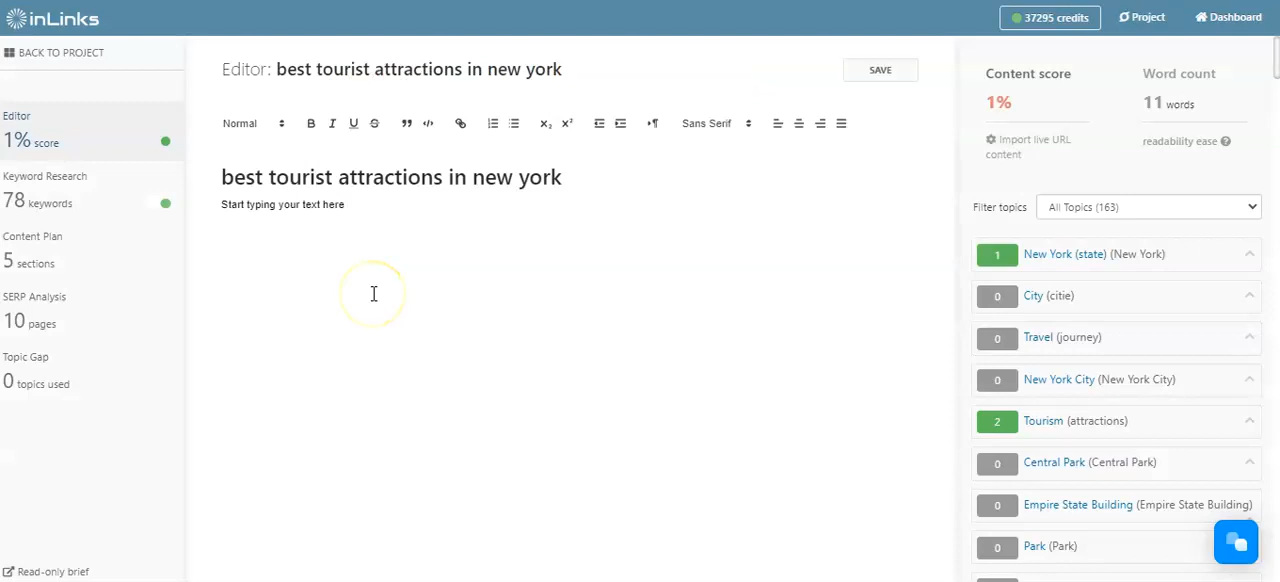 inLinks
37295 credits
Project
Dashboard
BACK TO PROJECT
Editor
1% score
Keyword Research
78 keywords
Content Plan
5 sections
SERP Analysis
10 pages
Topic Gap
0 topics used
Read-only brief
Editor: best tourist attractions in new york
SAVE
Normal
B I U S
Sans Serif
best tourist attractions in new york
Start typing your text here
Content score
1%
Import live URL
content
Word count
11 words
readability ease
Filter topics
All Topics (163)
1 New York (state) (New York)
0 City (citie)
0 Travel (journey)
0 New York City (New York City)
2 Tourism (attractions)
0 Central Park (Central Park)
0 Empire State Building (Empire State Building)
0 Park (Park)